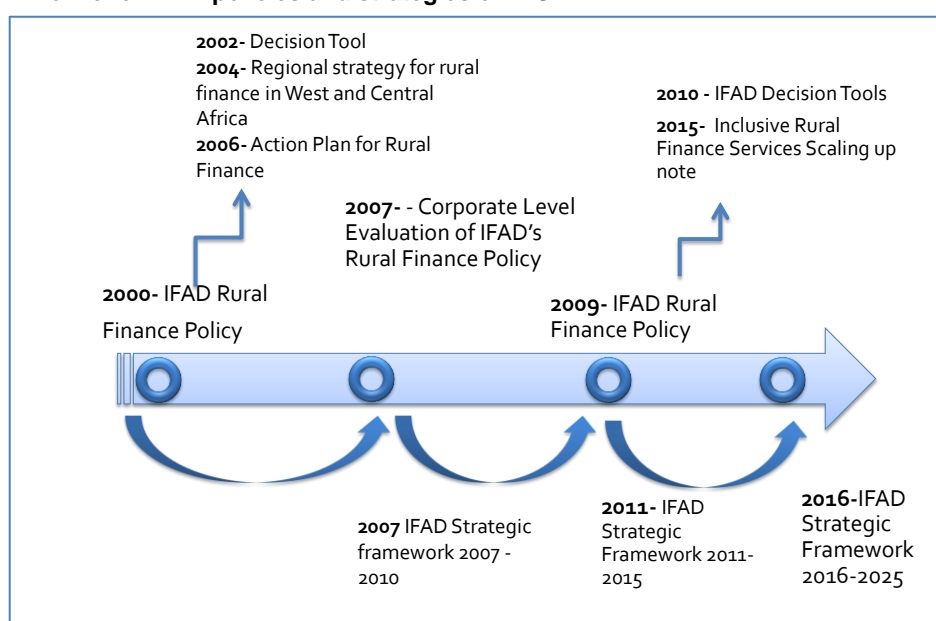 2002- Decision Tool
2004- Regional strategy for rural
finance in West and Central
Africa
2006- Action Plan for Rural
Finance
2010 - IFAD Decision Tools
2015- Inclusive Rural
Finance Services Scaling up
note
2007- - Corporate Level
Evaluation of IFAD's
Rural Finance Policy
2000- IFAD Rural
Finance Policy
2009- IFAD Rural
Finance Policy
2007 IFAD Strategic
framework 2007 -
2010
2011- IFAD
Strategic
Framework 2011-
2015
2016-IFAD
Strategic
Framework
2016-2025